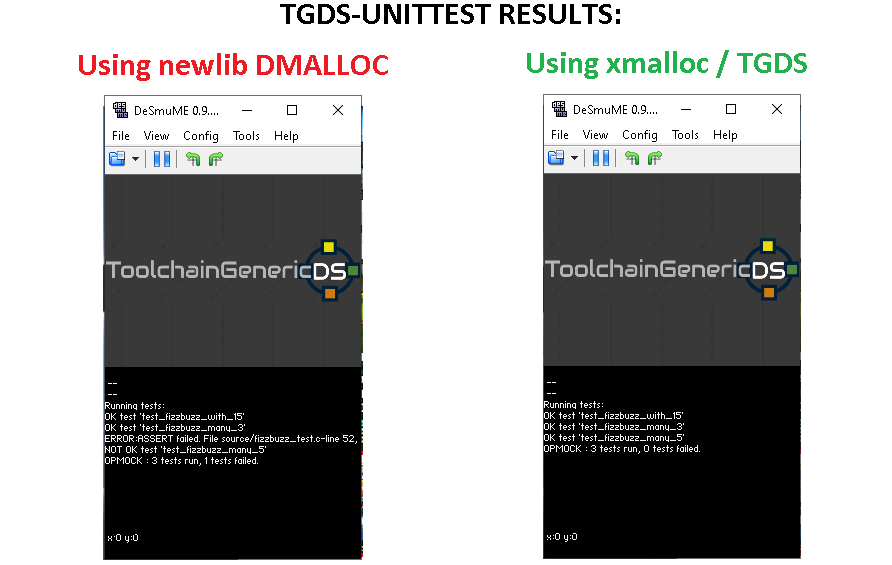 TGDS-UNITTEST RESULTS:
Using newlib DMALLOC
DeSmuME 0.9....
File View Config Tools Help
ToolchainGenericDS
--
--
Running tests:
OK test 'test_fizzbuzz_with_15'
OK test 'test_fizzbuzz_many_3'
ERROR:ASSERT failed. File source/fizzbuzz_test.c-line 52,
NOT OK test 'test_fizzbuzz_many_5'
OPMOCK : 3 tests run, 1 tests failed.
x:0 y:0
Using xmalloc / TGDS
DeSmuME 0.9....
File View Config Tools Help
ToolchainGenericDS
--
--
Running tests:
OK test 'test_fizzbuzz_with_15'
OK test 'test_fizzbuzz_many_3'
OK test 'test_fizzbuzz_many_5'
OPMOCK : 3 tests run, 0 tests failed.
x:0 y:0